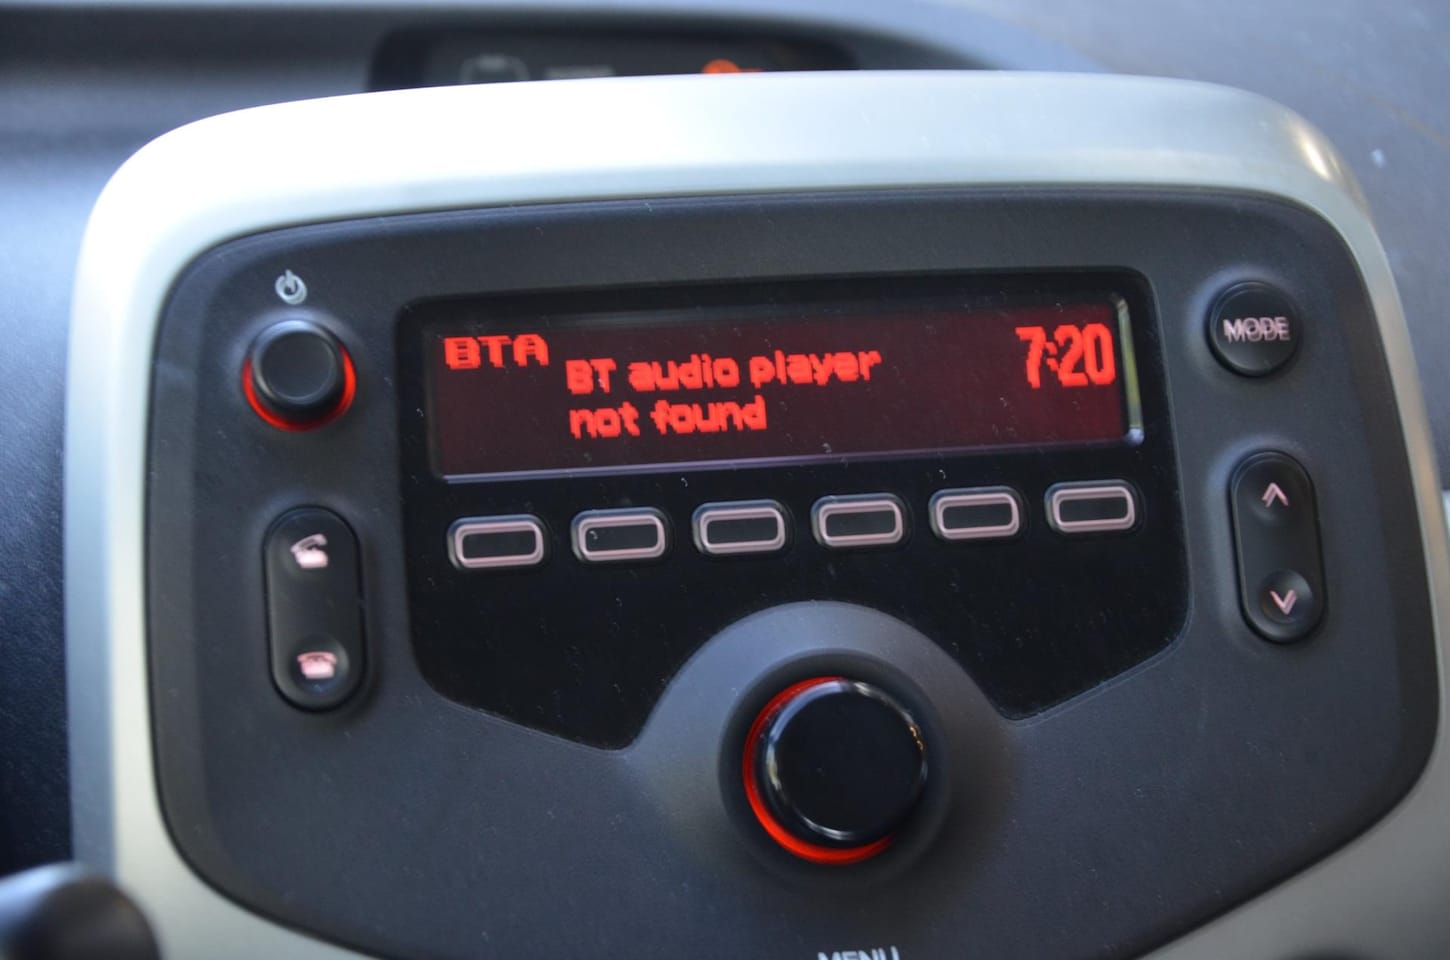 BTA
BT audio player
not found
7:20
MODE
MENU